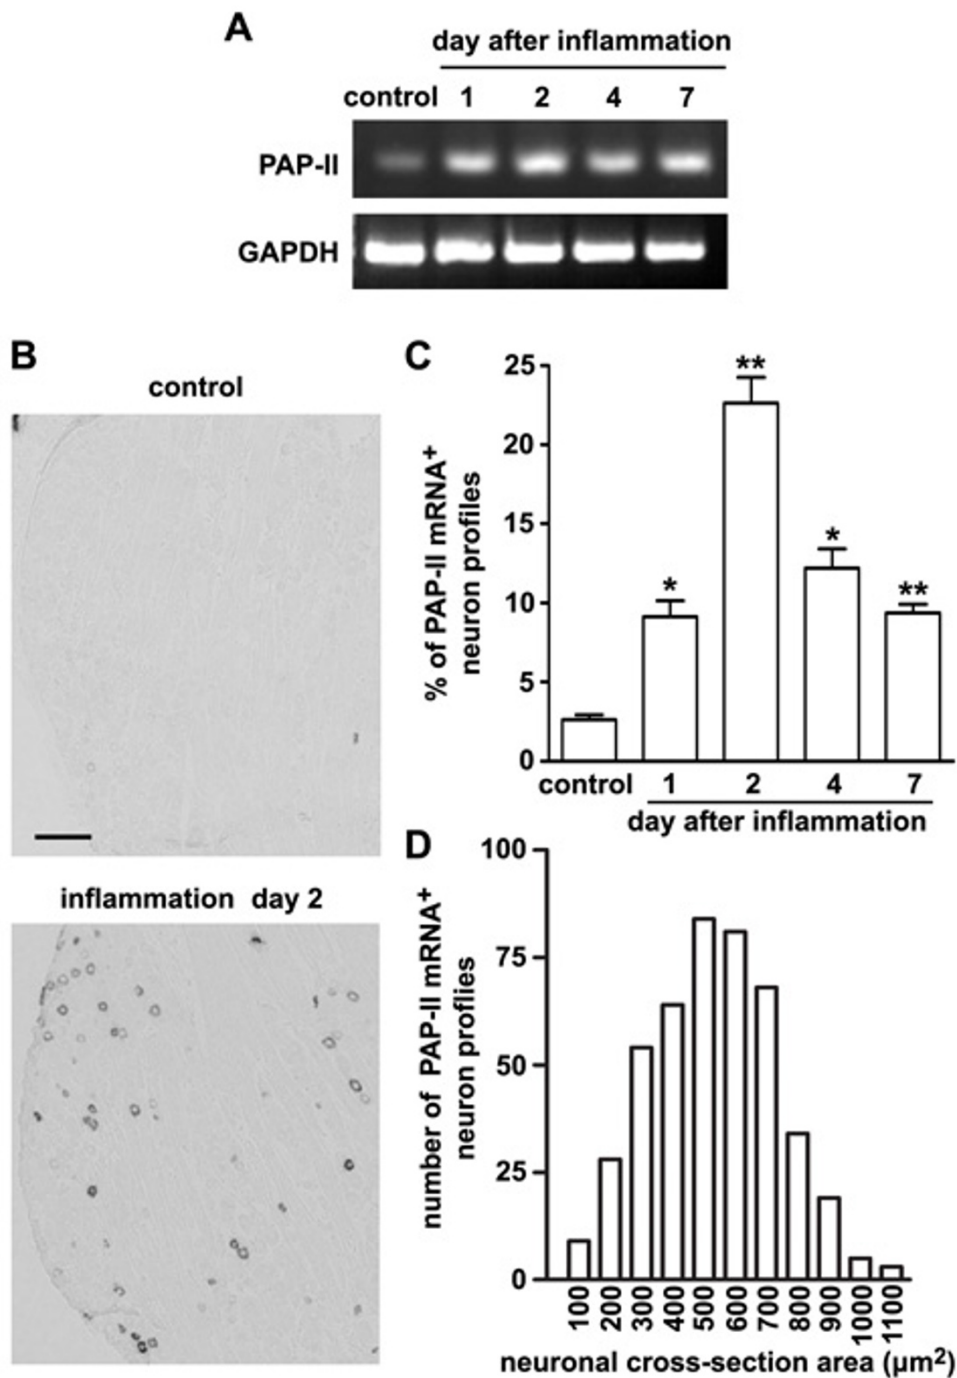 A
day after inflammation
control 1 2 4 7
PAP-II
GAPDH
B
control
inflammation day 2
C
% of PAP-II mRNA+
neuron profiles
25
20
15
10
5
0
**
*
*
**
control 1 2 4 7
day after inflammation
D
number of PAP-II mRNA+
neuron proflies
100
75
50
25
0
100 200 300 400 500 600 700 800 900 1000 1100
neuronal cross-section area (μm²)